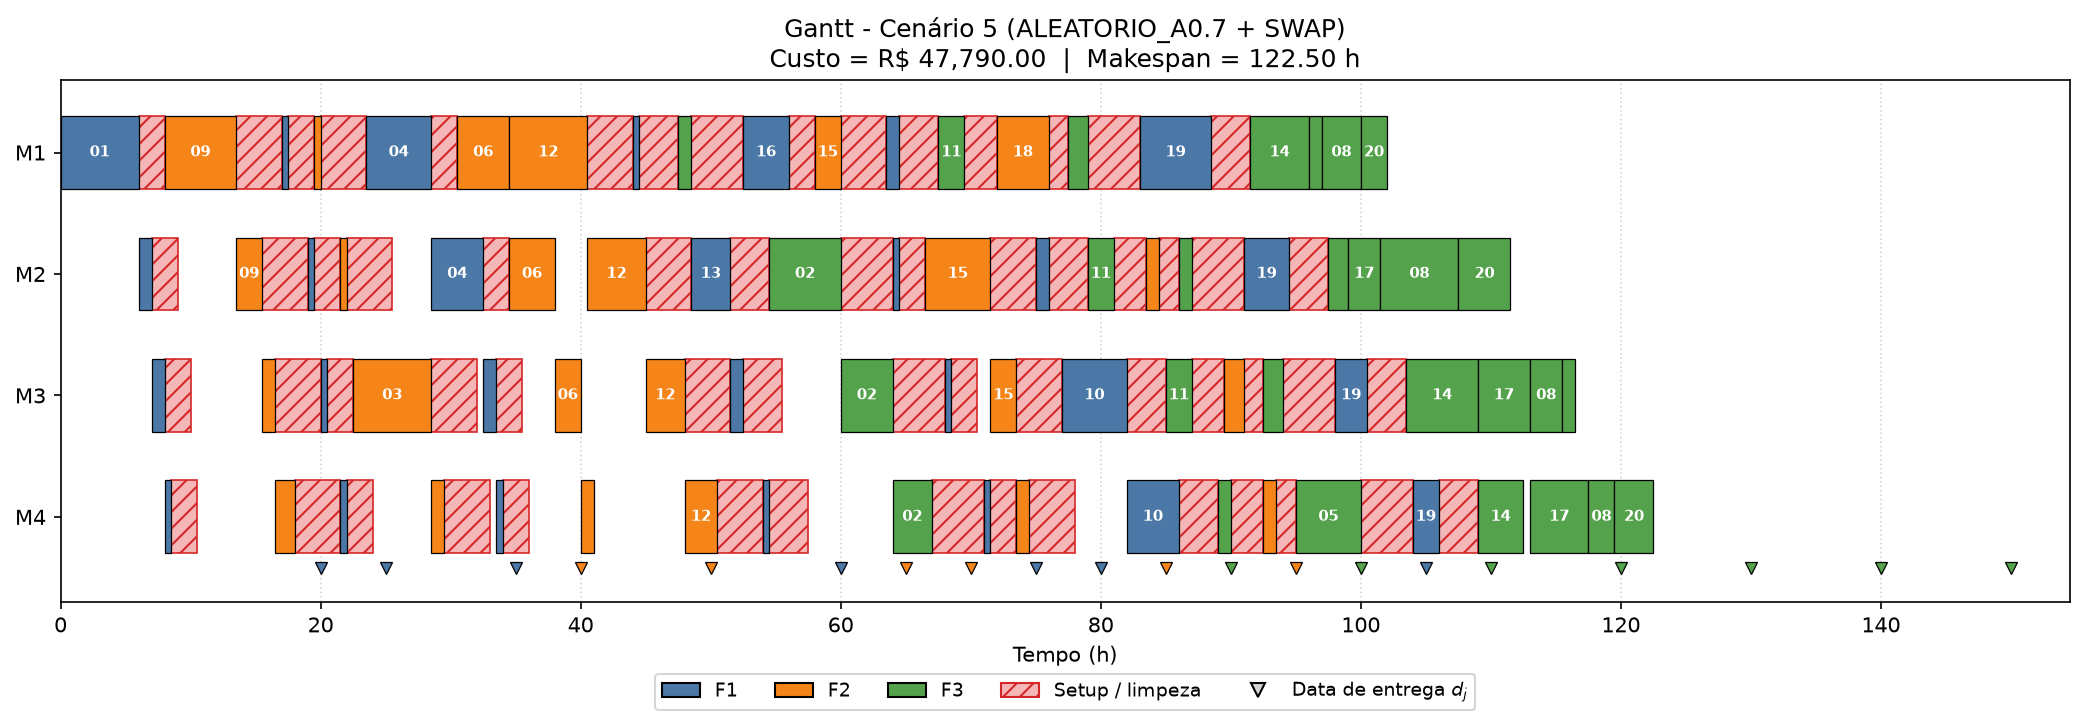 Gantt - Cenário 5 (ALEATORIO_A0.7 + SWAP)
Custo = R$ 47,790.00 | Makespan = 122.50 h
M1 01 09 04 06 12 16 15 11 18 19 14 08 20
M2 09 04 06 12 13 02 15 11 19 17 08 20
M3 03 06 12 02 15 10 11 19 14 17 08
M4 12 02 10 05 19 14 17 08 20
0 20 40 60 80 100 120 140
Tempo (h)
F1 F2 F3 Setup / limpeza Data de entrega d_j